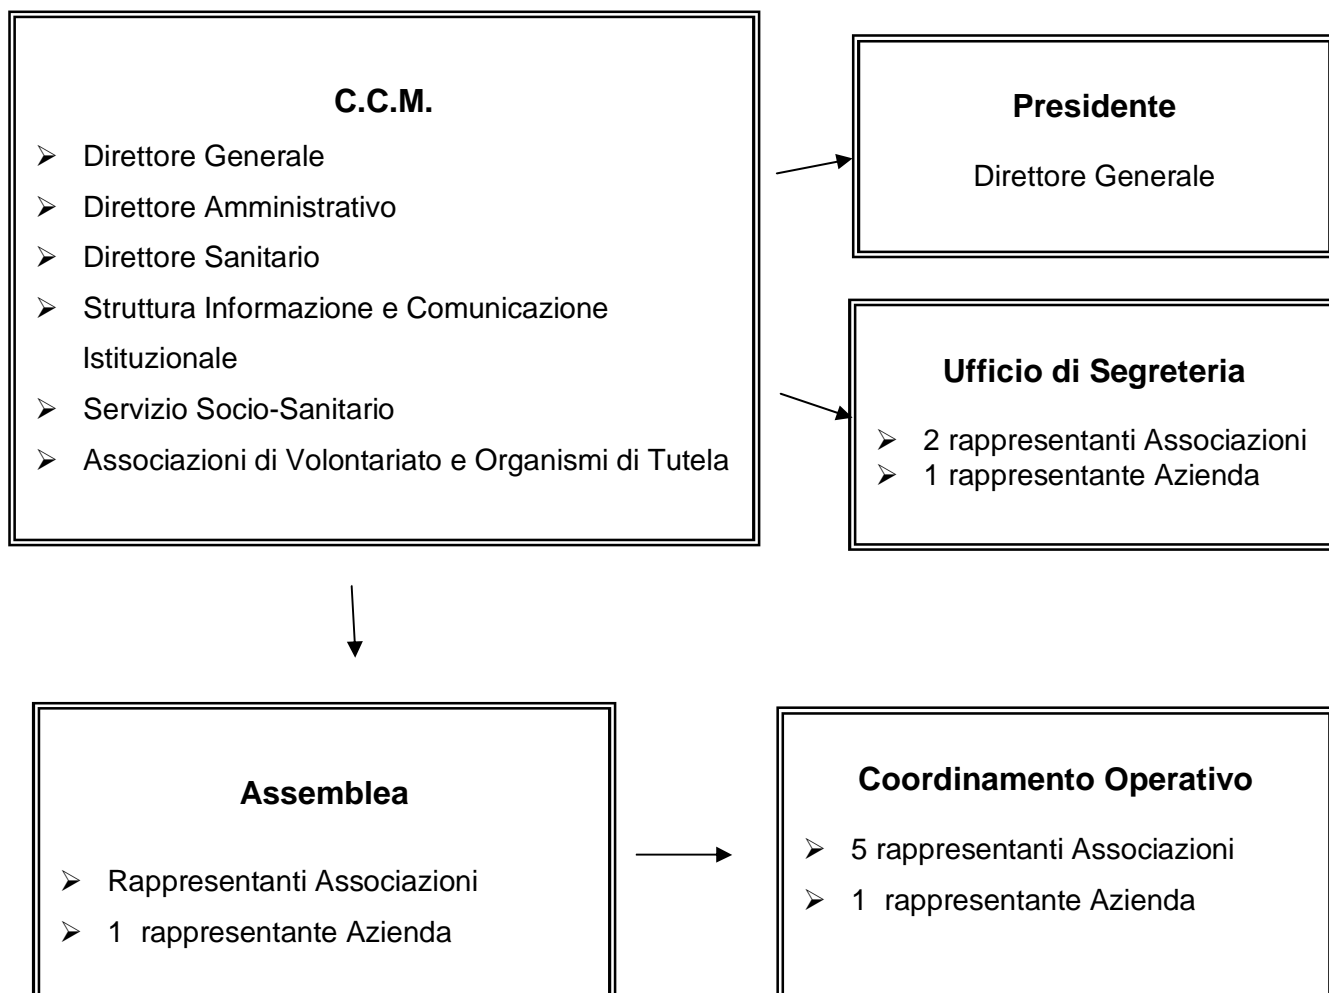 C.C.M.
➢ Direttore Generale
➢ Direttore Amministrativo
➢ Direttore Sanitario
➢ Struttura Informazione e Comunicazione
Istituzionale
➢ Servizio Socio-Sanitario
➢ Associazioni di Volontariato e Organismi di Tutela
Presidente
Direttore Generale
Ufficio di Segreteria
➢ 2 rappresentanti Associazioni
➢ 1 rappresentante Azienda
Assemblea
➢ Rappresentanti Associazioni
➢ 1 rappresentante Azienda
Coordinamento Operativo
➢ 5 rappresentanti Associazioni
➢ 1 rappresentante Azienda